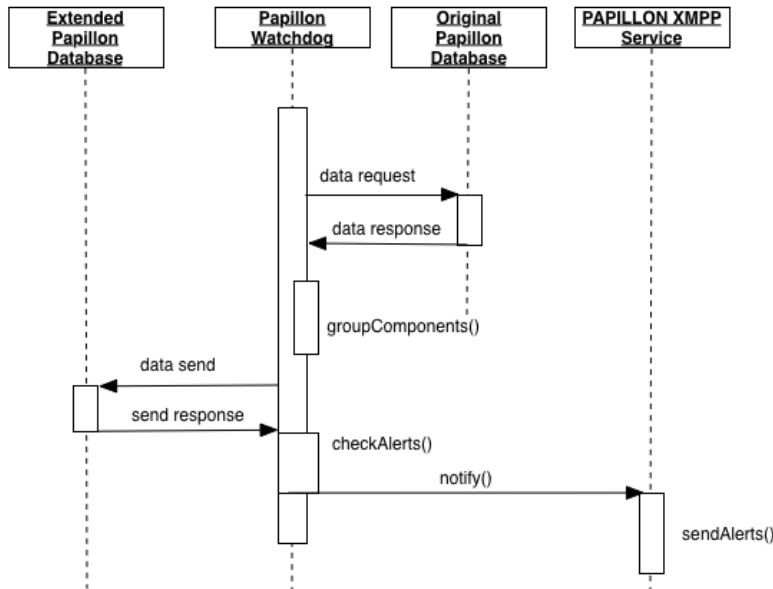 Extended
Papillon
Database
Papillon
Watchdog
Original
Papillon
Database
PAPILLON XMPP
Service
data request
data response
groupComponents()
data send
send response
checkAlerts()
notify()
sendAlerts()